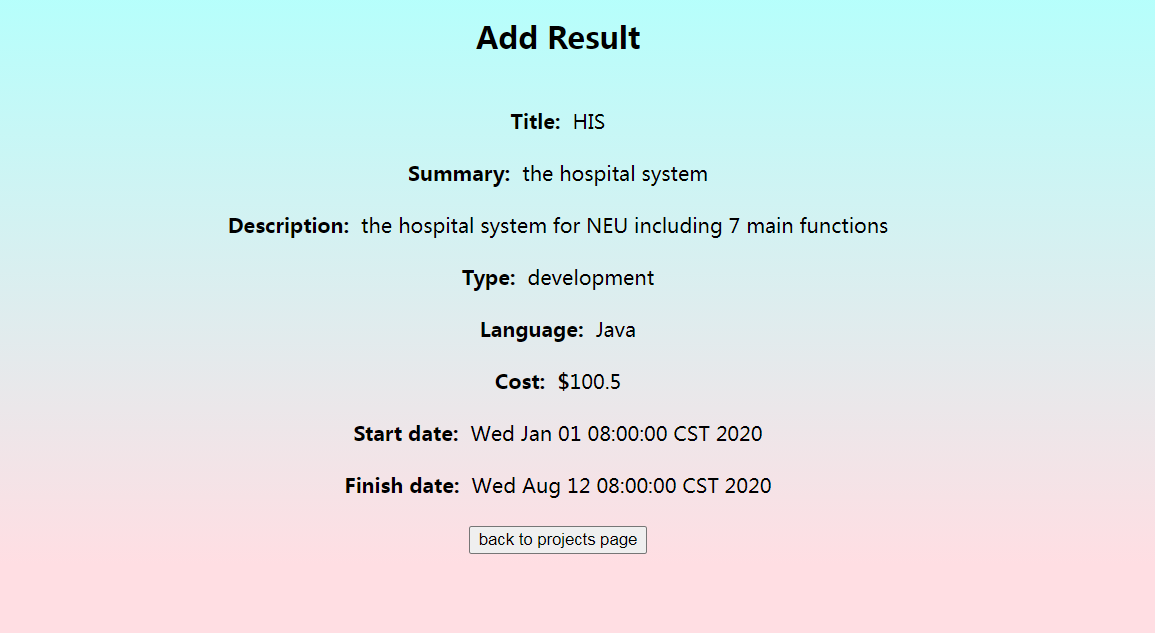 Add Result
Title: HIS
Summary: the hospital system
Description: the hospital system for NEU including 7 main functions
Type: development
Language: Java
Cost: $100.5
Start date: Wed Jan 01 08:00:00 CST 2020
Finish date: Wed Aug 12 08:00:00 CST 2020
back to projects page